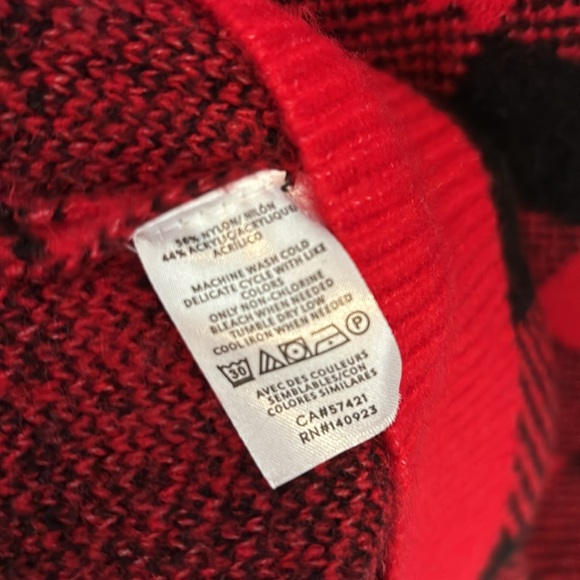 56% NYLON/NILÓN
44% ACRYLIC/ACRYLIQUE/
ACRÍLICO
MACHINE WASH COLD
DELICATE CYCLE WITH LIKE
COLORS
ONLY NON-CHLORINE
BLEACH WHEN NEEDED
TUMBLE DRY LOW
COOL IRON WHEN NEEDED
30 P
AVEC DES COULEURS
SEMBLABLES/CON
COLORES SIMILARES
CA#57421
RN#140923